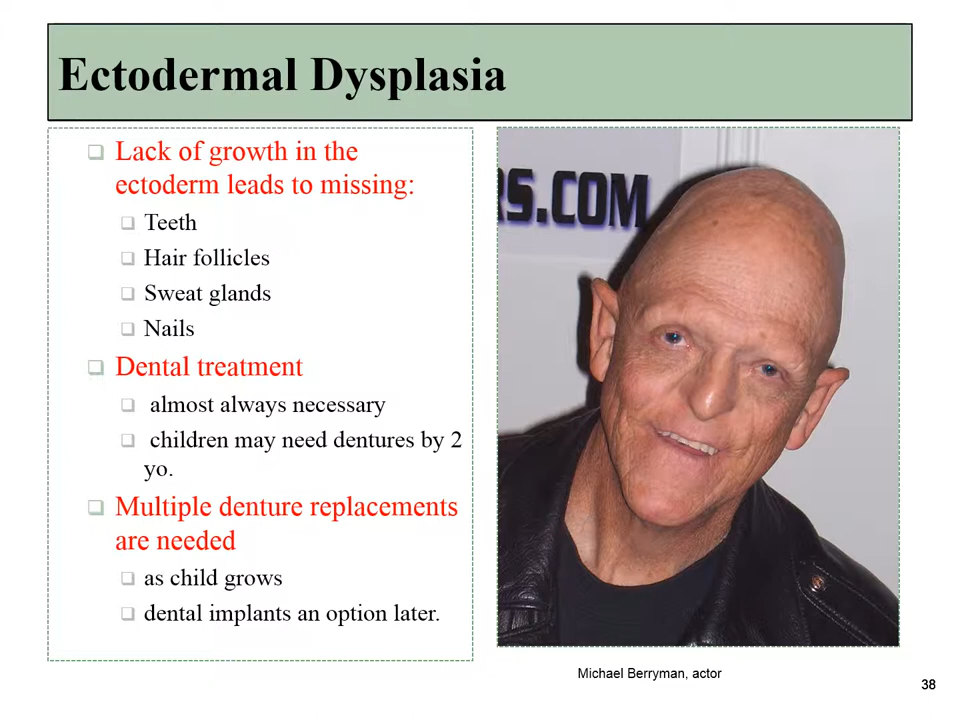 Ectodermal Dysplasia
Lack of growth in the
ectoderm leads to missing:
Teeth
Hair follicles
Sweat glands
Nails
Dental treatment
almost always necessary
children may need dentures by 2
yo.
Multiple denture replacements
are needed
as child grows
dental implants an option later.
S.COM
Michael Berryman, actor
38